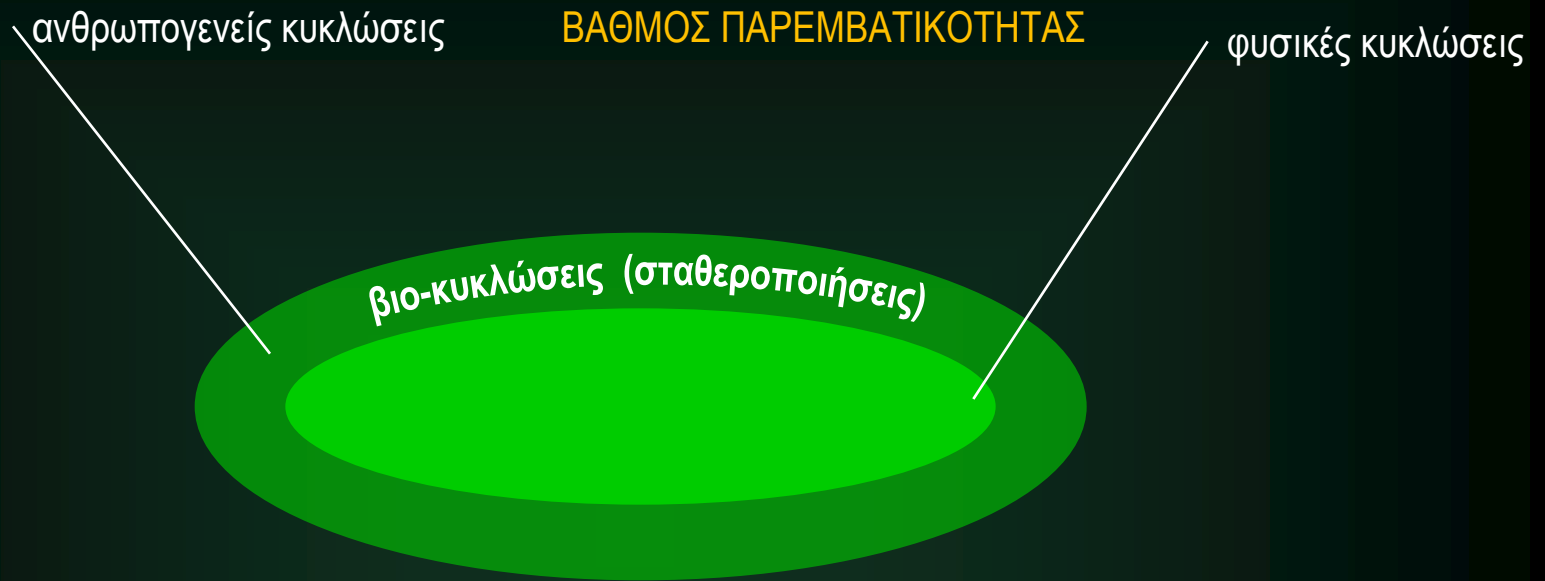 ανθρωπογενείς κυκλώσεις
ΒΑΘΜΟΣ ΠΑΡΕΜΒΑΤΙΚΟΤΗΤΑΣ
φυσικές κυκλώσεις
βιο-κυκλώσεις (σταθεροποιήσεις)